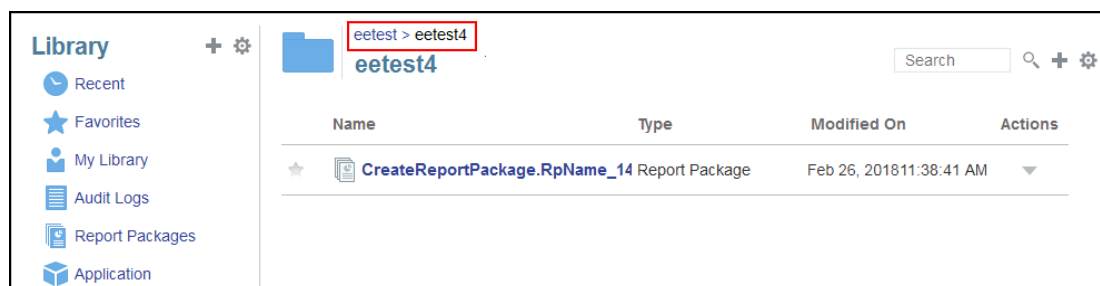 Library
Recent
Favorites
My Library
Audit Logs
Report Packages
Application
eetest > eetest4
eetest4
Search
Name Type Modified On Actions
CreateReportPackage.RpName_14 Report Package Feb 26, 201811:38:41 AM